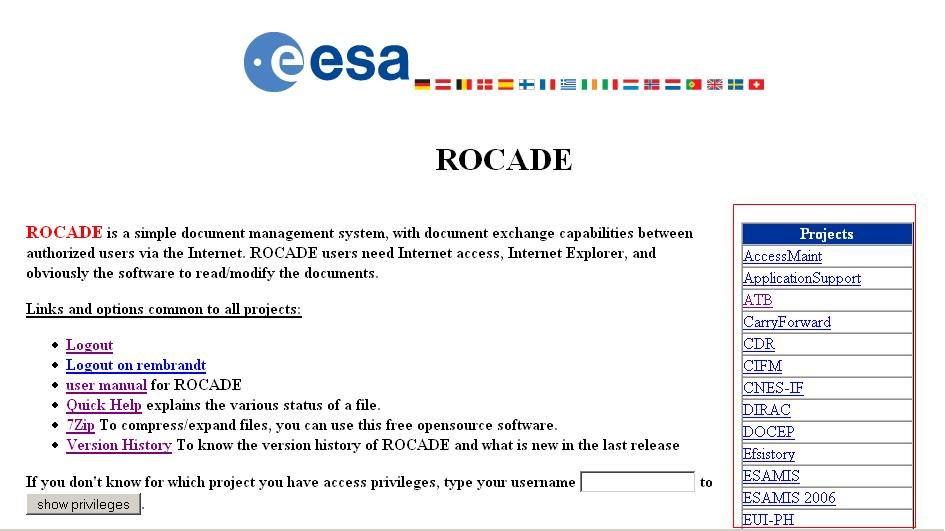 eesa
ROCADE
ROCADE is a simple document management system, with document exchange capabilities between
authorized users via the Internet. ROCADE users need Internet access, Internet Explorer, and
obviously the software to read/modify the documents.
Links and options common to all projects:
Logout
Logout on rembrandt
user manual for ROCADE
Quick Help explains the various status of a file.
7Zip To compress/expand files, you can use this free opensource software.
Version History To know the version history of ROCADE and what is new in the last release
If you don't know for which project you have access privileges, type your username to
show privileges.
Projects
AccessMaint
ApplicationSupport
ATB
CarryForward
CDR
CIFM
CNES-IF
DIRAC
DOCEP
Efsistory
ESAMIS
ESAMIS 2006
EUI-PH